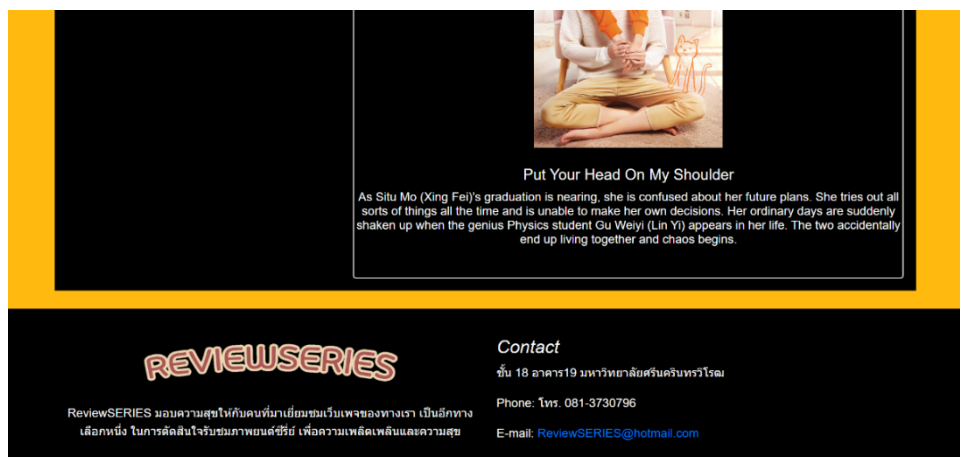 Put Your Head On My Shoulder
As Situ Mo (Xing Fei)'s graduation is nearing, she is confused about her future plans. She tries out all
sorts of things all the time and is unable to make her own decisions. Her ordinary days are suddenly
shaken up when the genius Physics student Gu Weiyi (Lin Yi) appears in her life. The two accidentally
end up living together and chaos begins.
REVIEWSERIES
ReviewSERIES มอบความสุขให้กับคนที่มาเยี่ยมชมเว็บเพจของทางเรา เป็นอีกทาง
เลือกหนึ่ง ในการตัดสินใจรับชมภาพยนต์ซีรี่ย์ เพื่อความเพลิดเพลินและความสุข
Contact
ชั้น 18 อาคาร19 มหาวิทยาลัยศรีนครินทรวิโรฒ
Phone: โทร. 081-3730796
E-mail: ReviewSERIES@hotmail.com